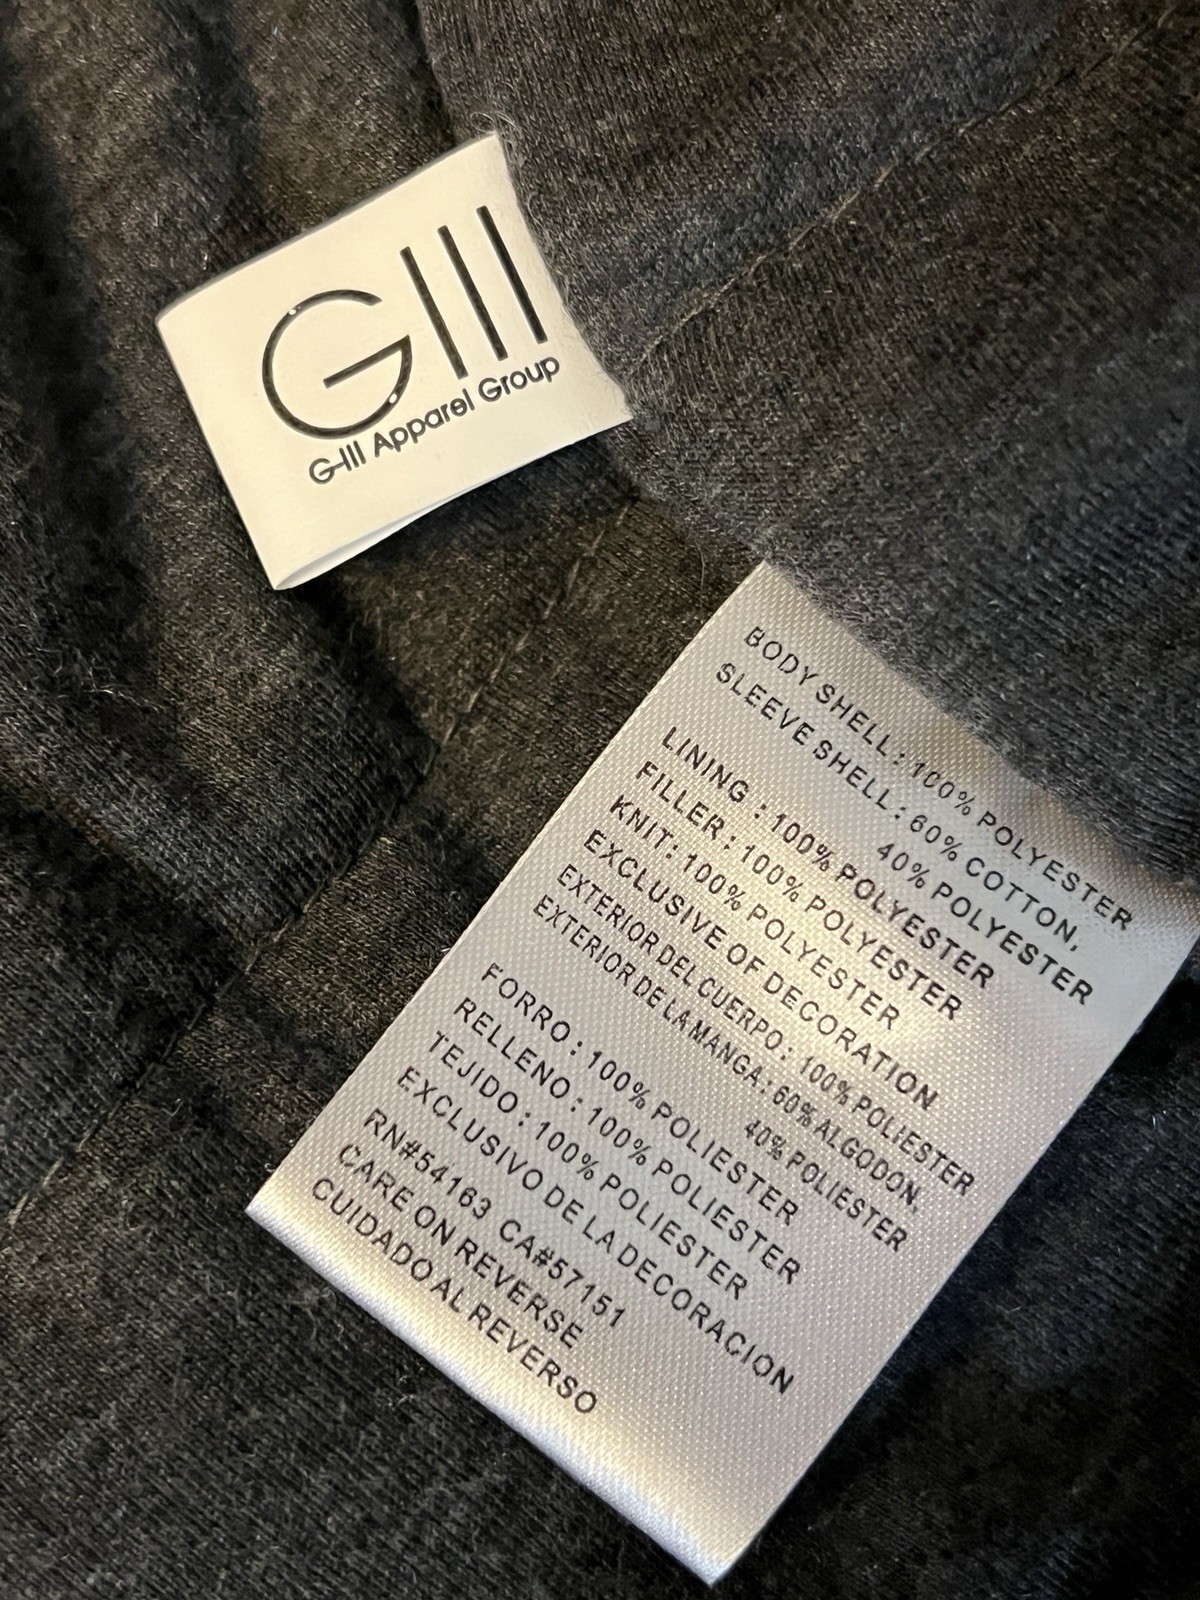 GIII
G-III Apparel Group
BODY SHELL : 100% POLYESTER
SLEEVE SHELL : 60% COTTON,
40% POLYESTER
LINING : 100% POLYESTER
FILLER : 100% POLYESTER
KNIT : 100% POLYESTER
EXCLUSIVE OF DECORATION
EXTERIOR DEL CUERPO : 100% POLIESTER
EXTERIOR DE LA MANGA : 60% ALGODON,
40% POLIESTER
FORRO : 100% POLIESTER
RELLENO : 100% POLIESTER
TEJIDO : 100% POLIESTER
EXCLUSIVO DE LA DECORACION
RN#54163 CA#57151
CARE ON REVERSE
CUIDADO AL REVERSO